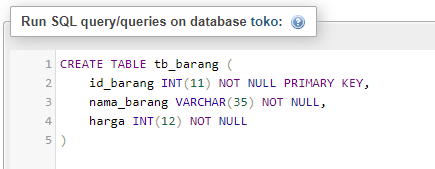 Run SQL query/queries on database toko:
1 CREATE TABLE tb_barang (
2 id_barang INT(11) NOT NULL PRIMARY KEY,
3 nama_barang VARCHAR(35) NOT NULL,
4 harga INT(12) NOT NULL
5 )